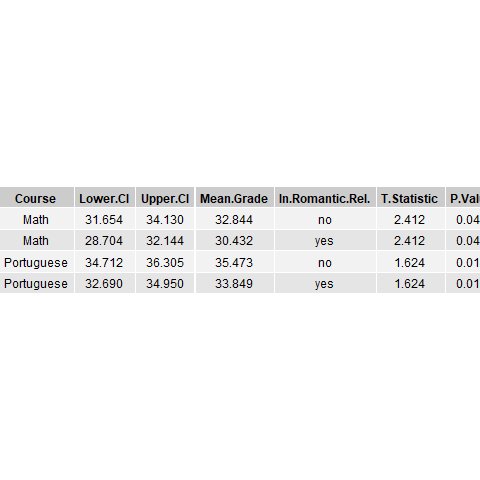 Course Lower.CI Upper.CI Mean.Grade In.Romantic.Rel. T.Statistic
Math 31.654 34.130 32.844 no 2.412 0.04
Math 28.704 32.144 30.432 yes 2.412 0.04
Portuguese 34.712 36.305 35.473 no 1.624 0.01
Portuguese 32.690 34.950 33.849 yes 1.624 0.01